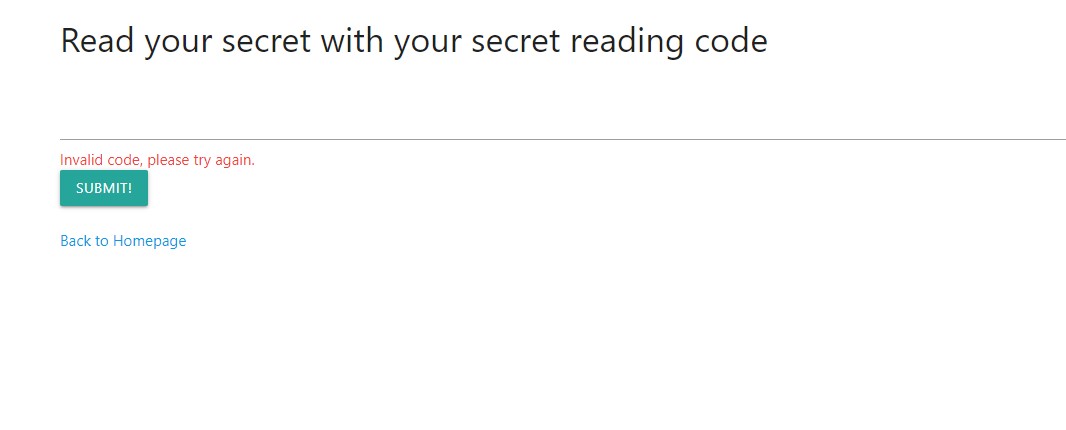 Read your secret with your secret reading code
Invalid code, please try again.
SUBMIT!
Back to Homepage